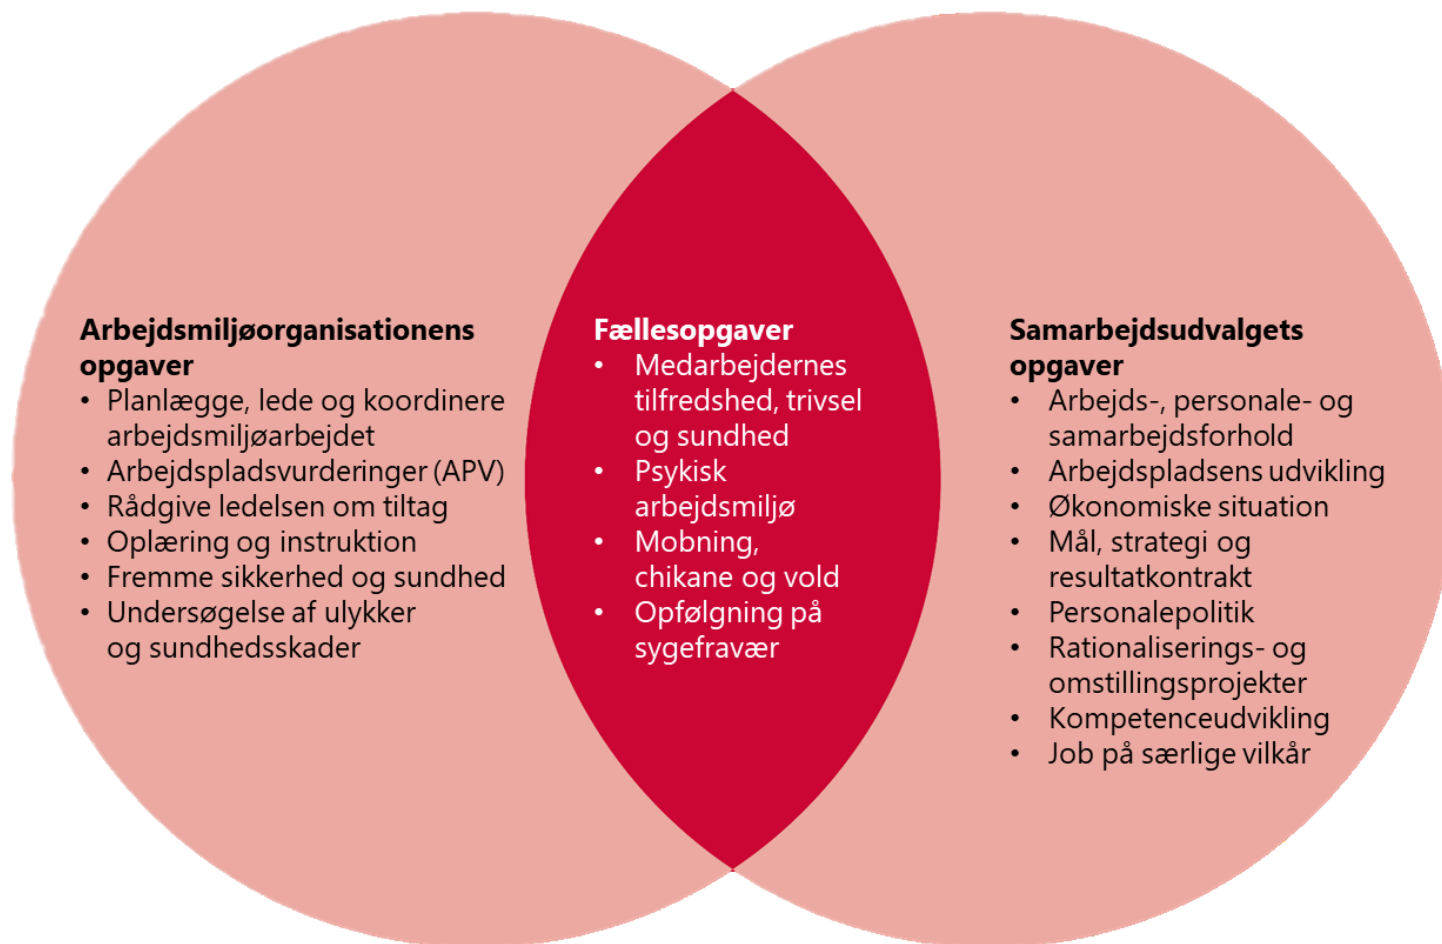 Arbejdsmiljøorganisationens
opgaver
• Planlægge, lede og koordinere
arbejdsmiljøarbejdet
• Arbejdspladsvurderinger (APV)
• Rådgive ledelsen om tiltag
• Oplæring og instruktion
• Fremme sikkerhed og sundhed
• Undersøgelse af ulykker
og sundhedsskader
Fællesopgaver
• Medarbejdernes
tilfredshed, trivsel
og sundhed
• Psykisk
arbejdsmiljø
• Mobning,
chikane og vold
• Opfølgning på
sygefravær
Samarbejdsudvalgets
opgaver
• Arbejds-, personale- og
samarbejdsforhold
• Arbejdspladsens udvikling
• Økonomiske situation
• Mål, strategi og
resultatkontrakt
• Personalepolitik
• Rationaliserings- og
omstillingsprojekter
• Kompetenceudvikling
• Job på særlige vilkår